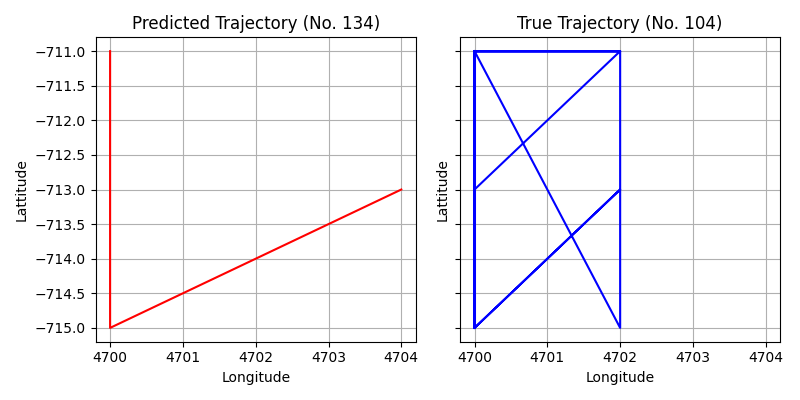 Predicted Trajectory (No. 134)
Lattitude
−711.0
−711.5
−712.0
−712.5
−713.0
−713.5
−714.0
−714.5
−715.0
4700 4701 4702 4703 4704
Longitude
True Trajectory (No. 104)
Lattitude
4700 4701 4702 4703 4704
Longitude